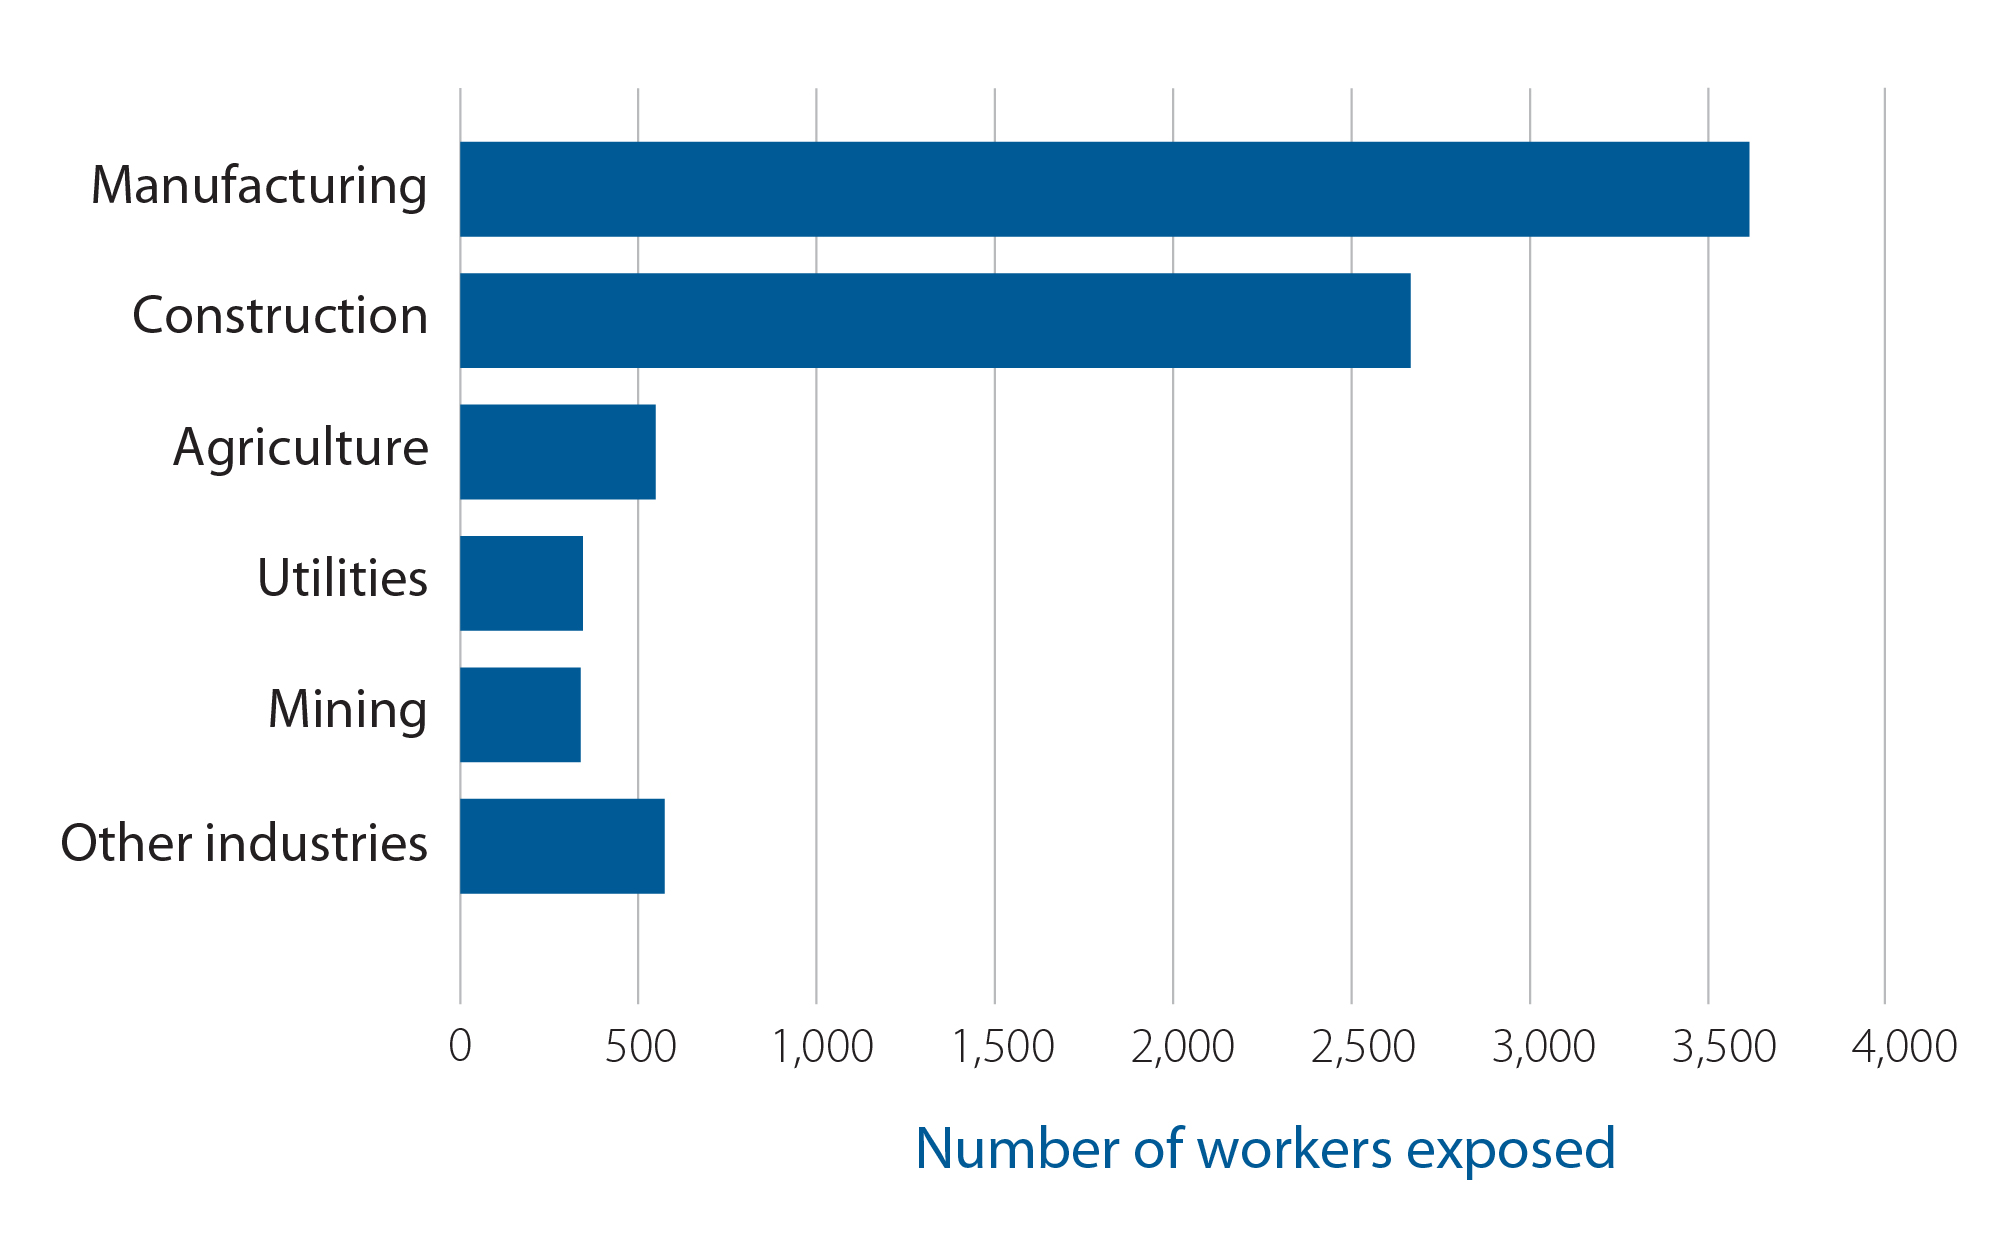 Manufacturing
Construction
Agriculture
Utilities
Mining
Other industries
0 500 1,000 1,500 2,000 2,500 3,000 3,500 4,000
Number of workers exposed